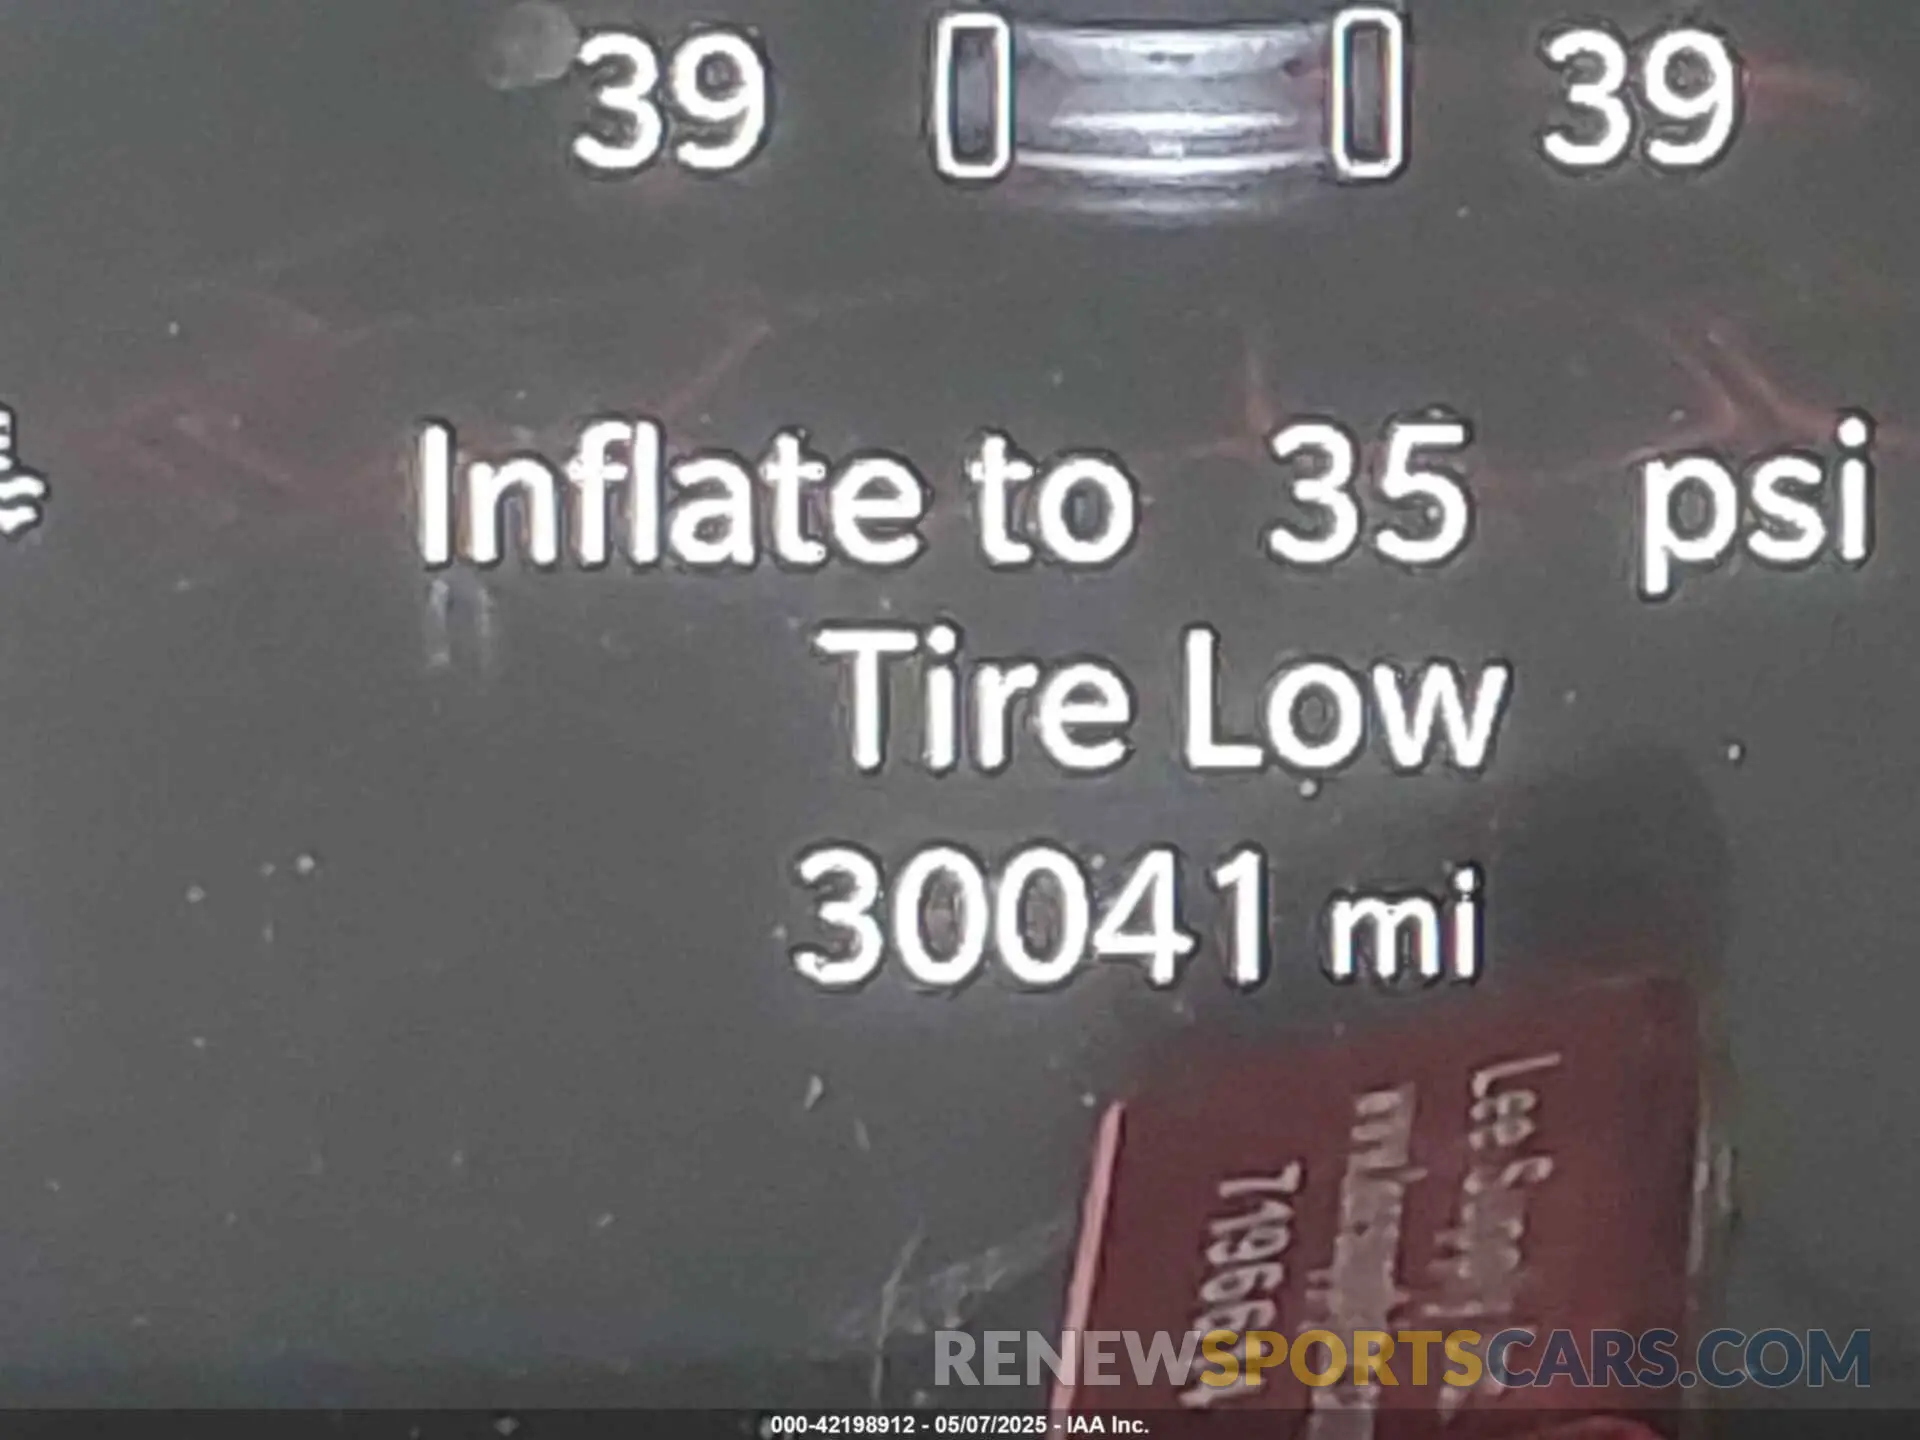 39 39
Inflate to 35 psi
Tire Low
30041 mi
Lee S
RENEWSPORTSCARS.COM
000-42198912 - 05/07/2025 - IAA Inc.